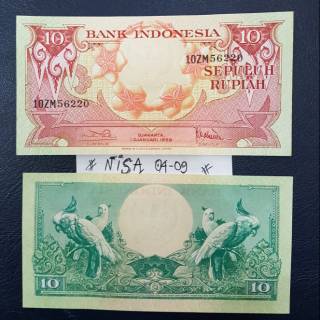 10 BANK INDONESIA 10
10ZM56220
SEPULUH
RUPIAH
10ZM56220
DJAKARTA
1 DJANUARI 1959
# NISA 04-09 #
10 10